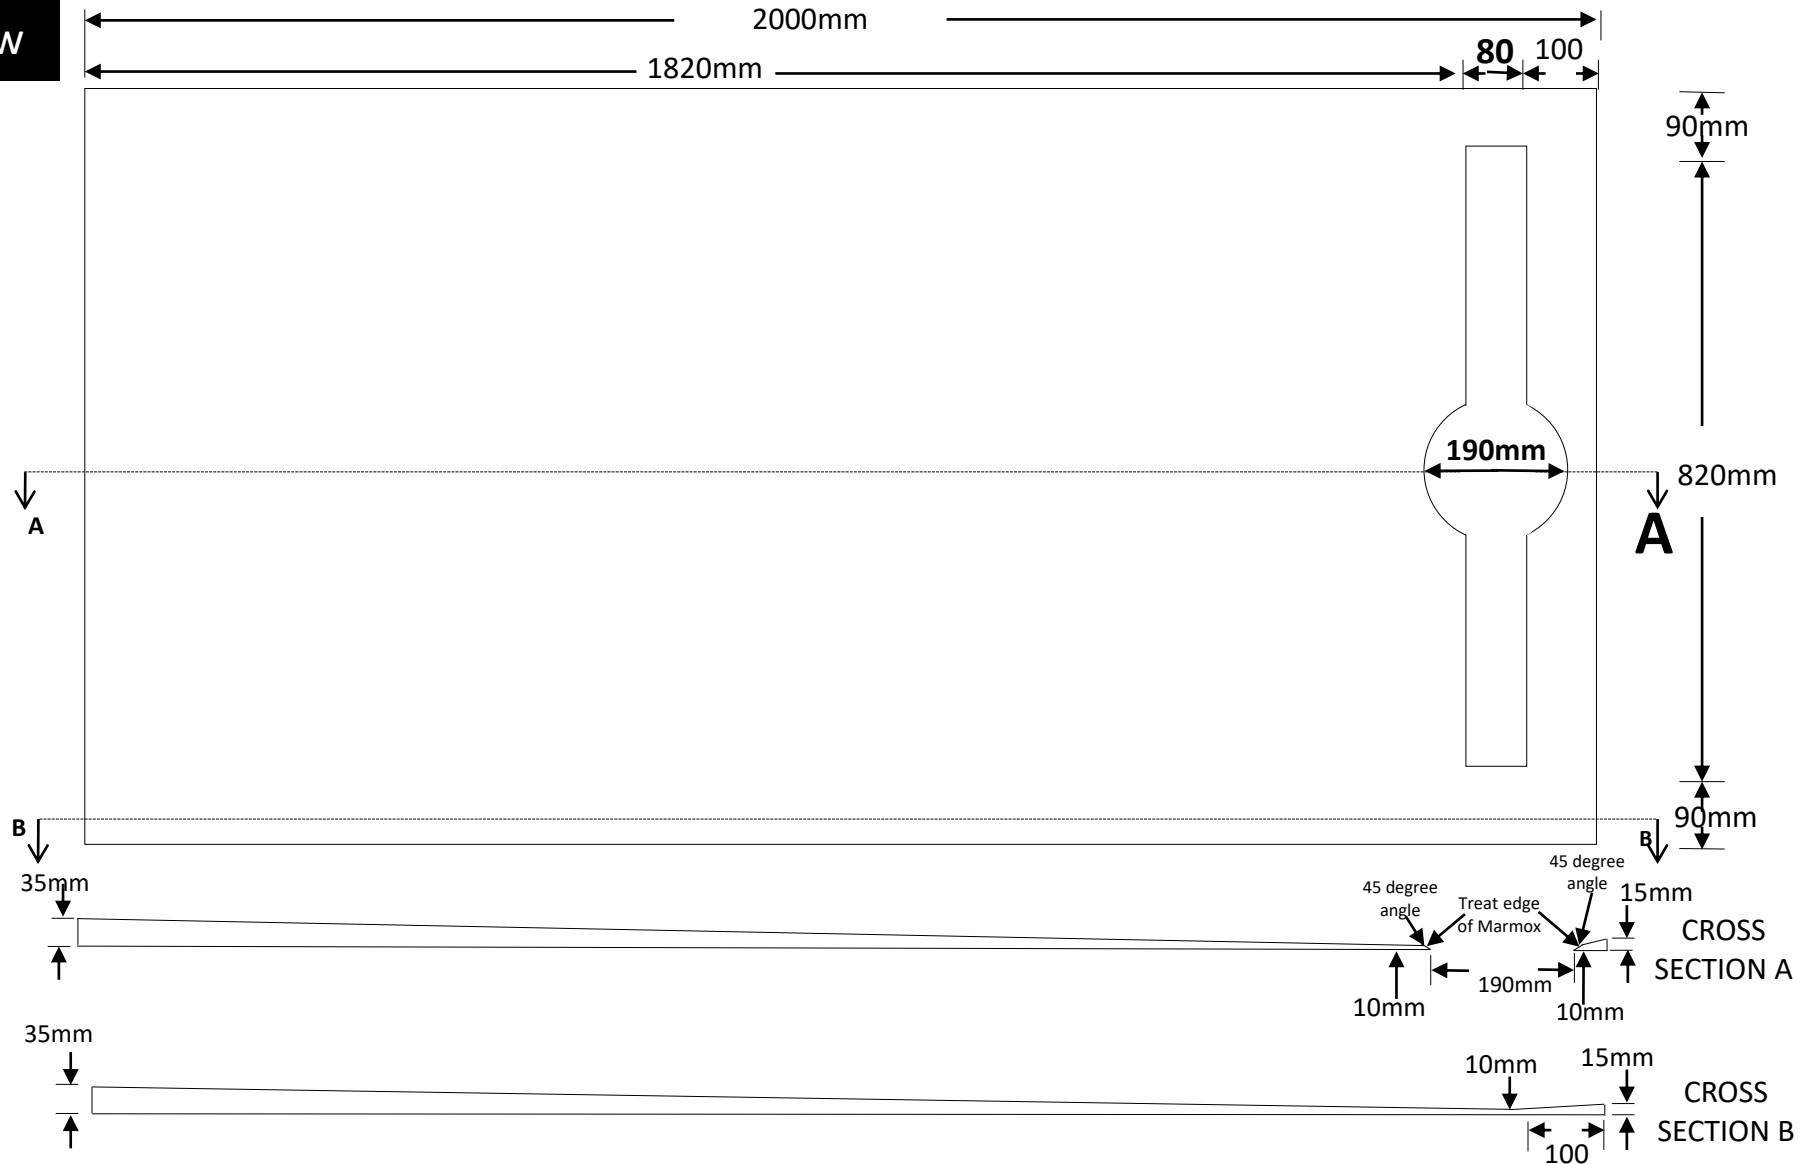 w
2000mm
1820mm
80
100
90mm
190mm
820mm
A
A
90mm
B
B
35mm
45 degree
angle
Treat edge
of Marmox
45 degree
angle
15mm
CROSS
SECTION A
10mm
190mm
10mm
35mm
10mm
15mm
CROSS
SECTION B
100